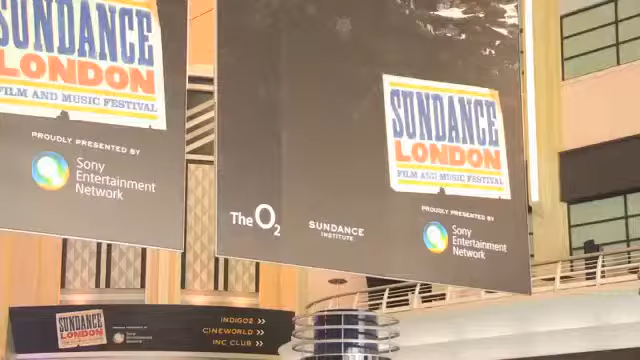 SUNDANCE
LONDON
FILM AND MUSIC FESTIVAL
PROUDLY PRESENTED BY
Sony
Entertainment
Network
SUNDANCE
LONDON
FILM AND MUSIC FESTIVAL
PROUDLY PRESENTED BY
Sony
Entertainment
Network
The O2
SUNDANCE
INSTITUTE
SUNDANCE
LONDON
INDIGO2 >>
CINEWORLD >>
INC CLUB >>